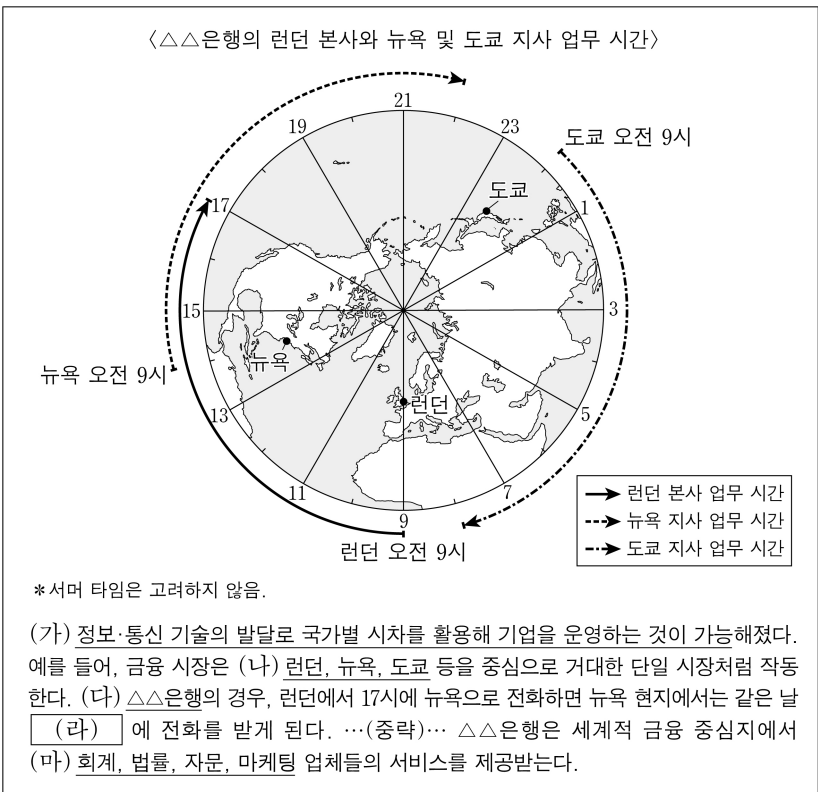 〈△△은행의 런던 본사와 뉴욕 및 도쿄 지사 업무 시간〉
21
19
23
도쿄 오전 9시
도쿄
17
1
15
3
뉴욕
뉴욕 오전 9시
런던
13
5
11
7
9
런던 오전 9시
런던 본사 업무 시간
뉴욕 지사 업무 시간
도쿄 지사 업무 시간
*서머 타임은 고려하지 않음.
(가) 정보·통신 기술의 발달로 국가별 시차를 활용해 기업을 운영하는 것이 가능해졌다.
예를 들어, 금융 시장은 (나) 런던, 뉴욕, 도쿄 등을 중심으로 거대한 단일 시장처럼 작동
한다. (다) △△은행의 경우, 런던에서 17시에 뉴욕으로 전화하면 뉴욕 현지에서는 같은 날
(라) 에 전화를 받게 된다. …(중략)… △△은행은 세계적 금융 중심지에서
(마) 회계, 법률, 자문, 마케팅 업체들의 서비스를 제공받는다.